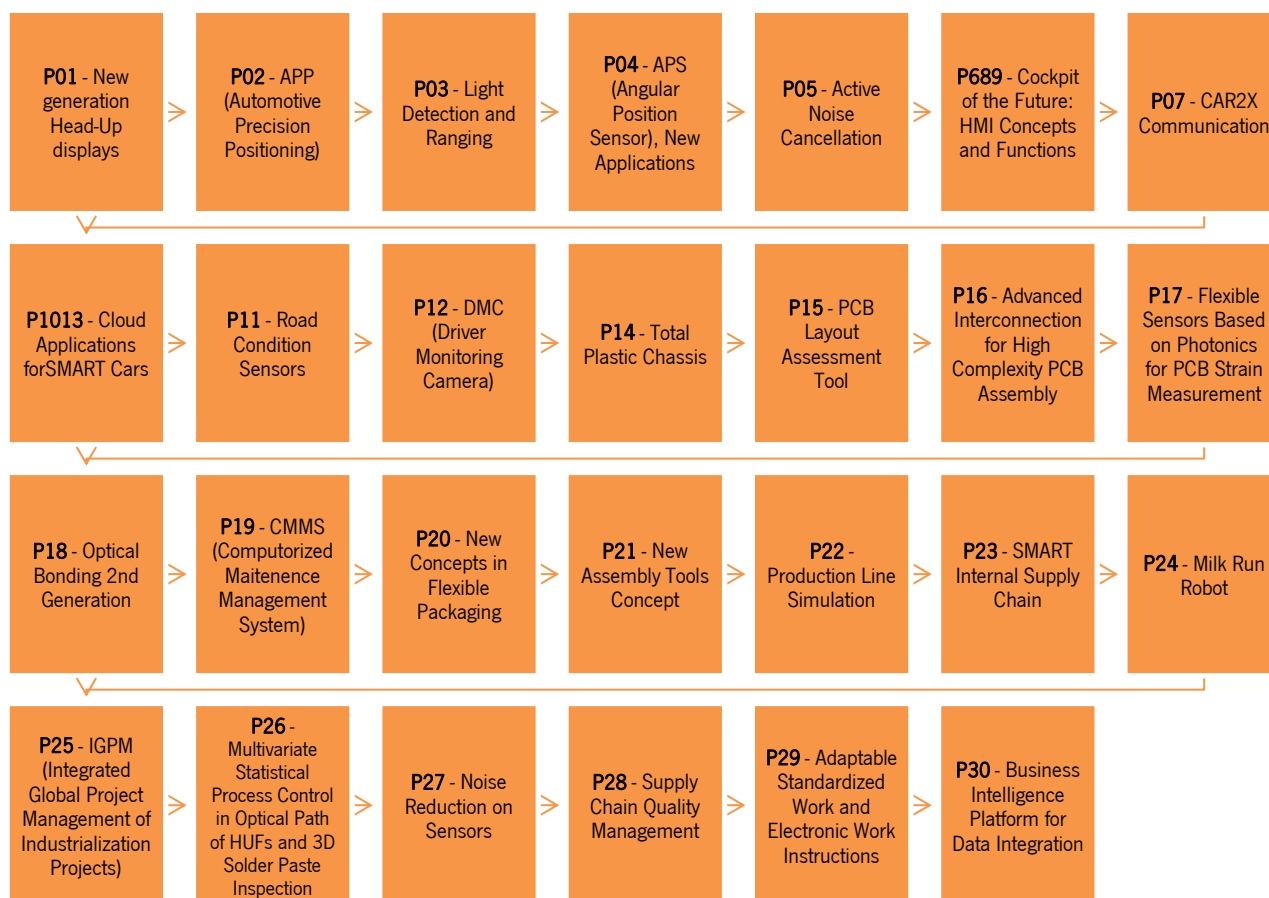 P01 - New
generation
Head-Up
displays
P02 - APP
(Automotive
Precision
Positioning)
P03 - Light
Detection and
Ranging
P04 - APS
(Angular
Position
Sensor), New
Applications
P05 - Active
Noise
Cancellation
P689 - Cockpit
of the Future:
HMI Concepts
and Functions
P07 - CAR2X
Communication
P1013 - Cloud
Applications
forSMART Cars
P11 - Road
Condition
Sensors
P12 - DMC
(Driver
Monitoring
Camera)
P14 - Total
Plastic Chassis
P15 - PCB
Layout
Assessment
Tool
P16 - Advanced
Interconnection
for High
Complexity PCB
Assembly
P17 - Flexible
Sensors Based
on Photonics
for PCB Strain
Measurement
P18 - Optical
Bonding 2nd
Generation
P19 - CMMS
(Computorized
Maitenence
Management
System)
P20 - New
Concepts in
Flexible
Packaging
P21 - New
Assembly Tools
Concept
P22 -
Production Line
Simulation
P23 - SMART
Internal Supply
Chain
P24 - Milk Run
Robot
P25 - IGPM
(Integrated
Global Project
Management of
Industrialization
Projects)
P26 -
Multivariate
Statistical
Process Control
in Optical Path
of HUFs and 3D
Solder Paste
Inspection
P27 - Noise
Reduction on
Sensors
P28 - Supply
Chain Quality
Management
P29 - Adaptable
Standardized
Work and
Electronic Work
Instructions
P30 - Business
Intelligence
Platform for
Data Integration